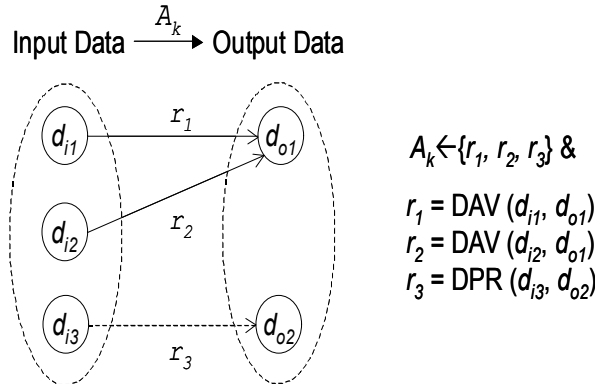 A_k
Input Data → Output Data
d_i1 r_1 d_o1
d_i2 r_2
d_i3 r_3 d_o2
A_k←{r_1, r_2, r_3} &
r_1 = DAV (d_i1, d_o1)
r_2 = DAV (d_i2, d_o1)
r_3 = DPR (d_i3, d_o2)